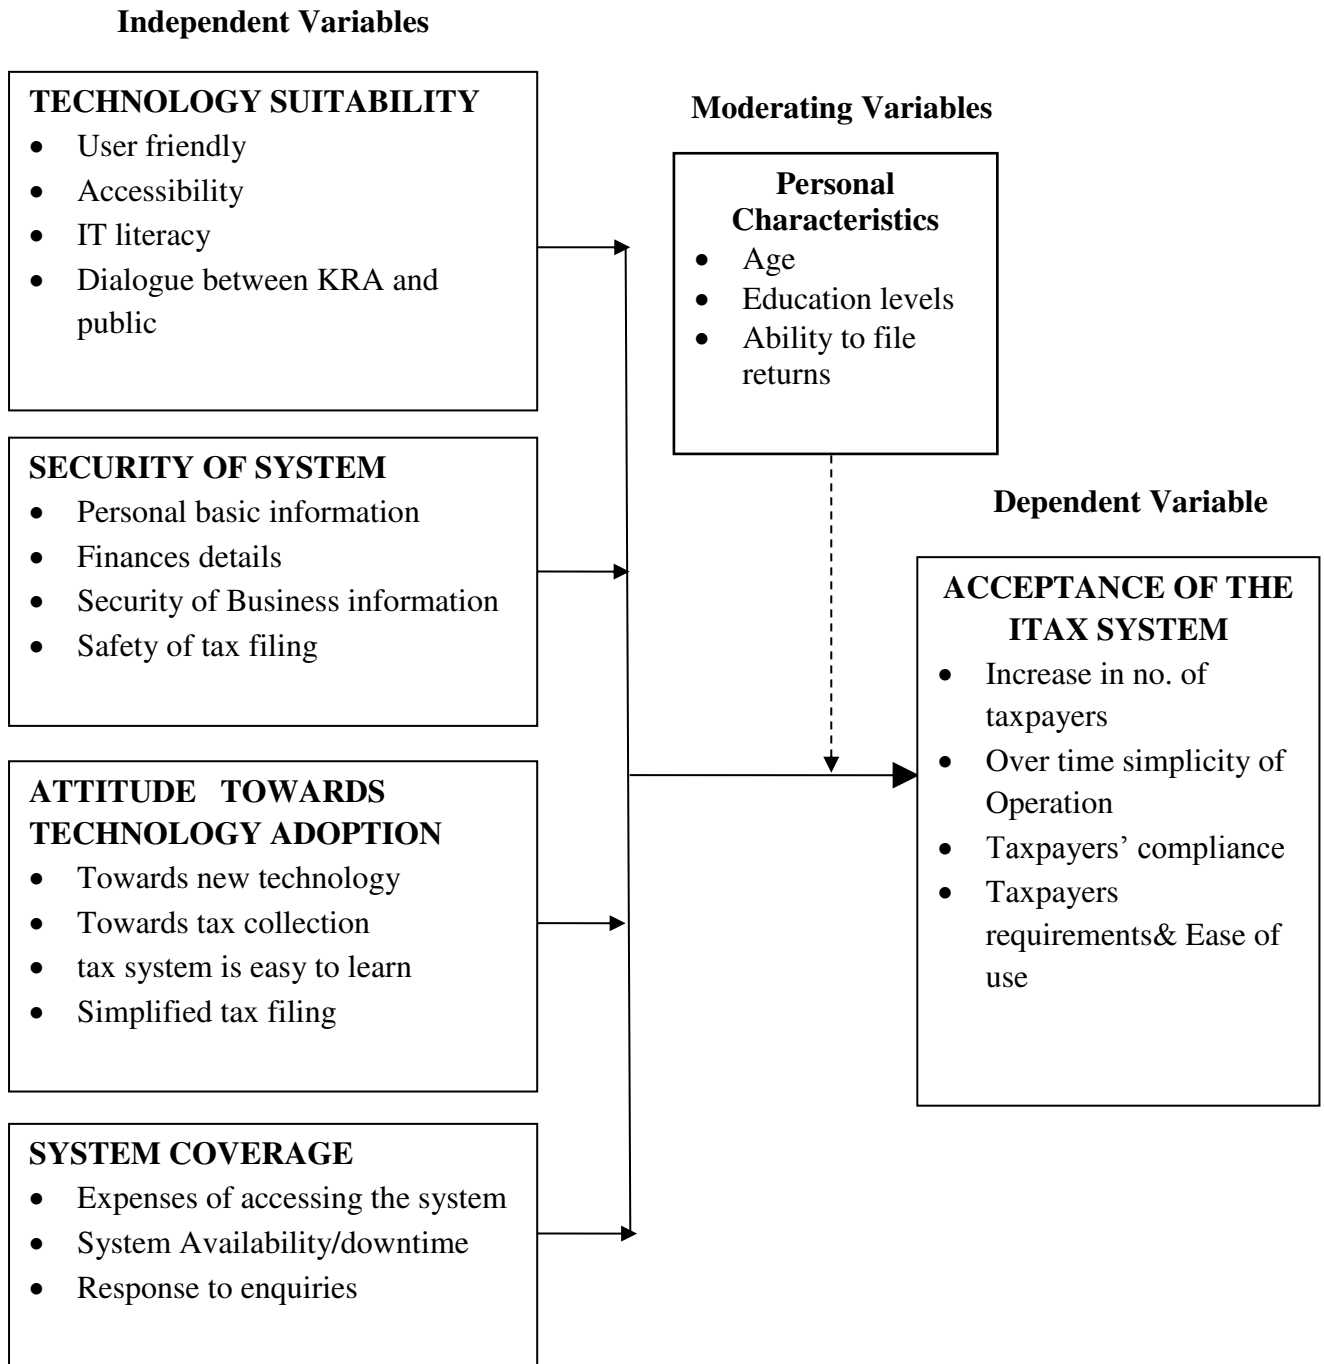 Independent Variables
TECHNOLOGY SUITABILITY
• User friendly
• Accessibility
• IT literacy
• Dialogue between KRA and
public
SECURITY OF SYSTEM
• Personal basic information
• Finances details
• Security of Business information
• Safety of tax filing
ATTITUDE TOWARDS
TECHNOLOGY ADOPTION
• Towards new technology
• Towards tax collection
• tax system is easy to learn
• Simplified tax filing
SYSTEM COVERAGE
• Expenses of accessing the system
• System Availability/downtime
• Response to enquiries
Moderating Variables
Personal
Characteristics
• Age
• Education levels
• Ability to file
returns
Dependent Variable
ACCEPTANCE OF THE
ITAX SYSTEM
• Increase in no. of
taxpayers
• Over time simplicity of
Operation
• Taxpayers’ compliance
• Taxpayers
requirements& Ease of
use